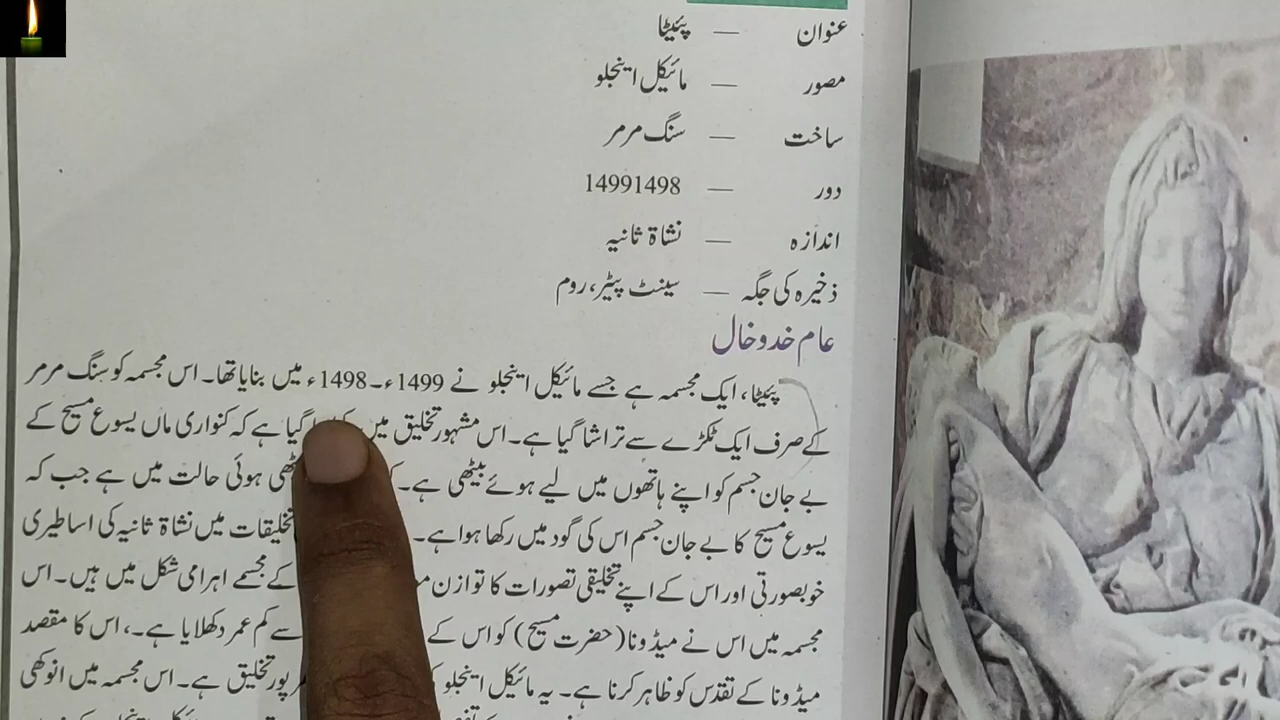 عنوان — پئیٹا
مصور — مائیکل اینجلو
ساخت — سنگ مرمر
دور — 14991498
اندازہ — نشاۃ ثانیہ
ذخیرہ کی جگہ — سینٹ پیٹر، روم
عام خدوخال
پئیٹا، ایک مجسمہ ہے جسے مائیکل اینجلو نے 1499ء۔1498ء میں بنایا تھا۔ اس مجسمہ کو سنگ مرمر
کے صرف ایک ٹکڑے سے تراشا گیا ہے۔ اس مشہور تخلیق میں گیا ہے کہ کنواری ماں یسوع مسیح کے
بے جان جسم کو اپنے ہاتھوں میں لیے ہوئے بیٹھی ہے۔ ہوئی حالت میں ہے جب کہ
یسوع مسیح کا بے جان جسم اس کی گود میں رکھا ہوا ہے۔ تخلیقات میں نشاۃ ثانیہ کی اساطیری
خوبصورتی اور اس کے اپنے تخلیقی تصورات کا توازن کے مجسمے اہرامی شکل میں ہیں۔ اس
مجسمہ میں اس نے میڈونا (حضرت مسیح) کو اس کے سے کم عمر دکھلایا ہے۔، اس کا مقصد
میڈونا کے تقدّس کو ظاہر کرنا ہے۔ یہ مائیکل اینجلو تخلیق ہے۔ اس مجسمہ میں انوکھی